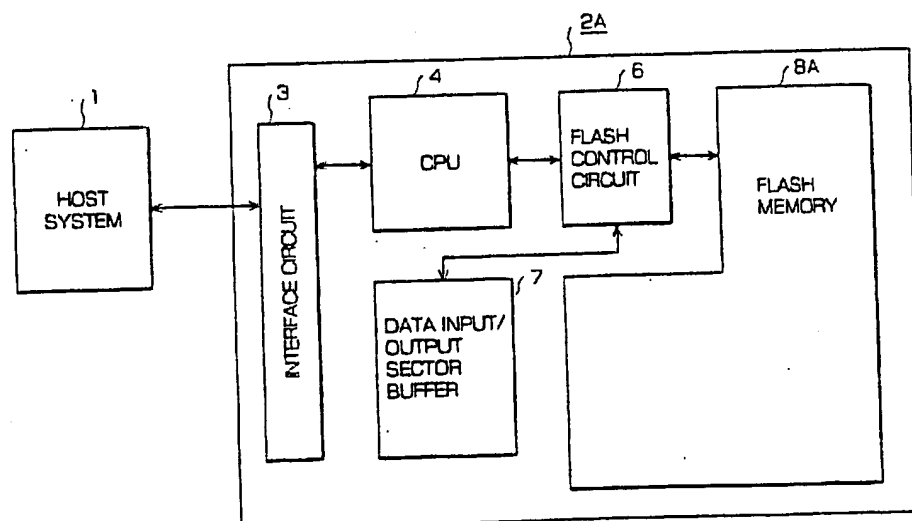 2A
1
HOST
SYSTEM
3
INTERFACE CIRCUIT
4
CPU
6
FLASH
CONTROL
CIRCUIT
8A
FLASH
MEMORY
7
DATA INPUT/
OUTPUT
SECTOR
BUFFER